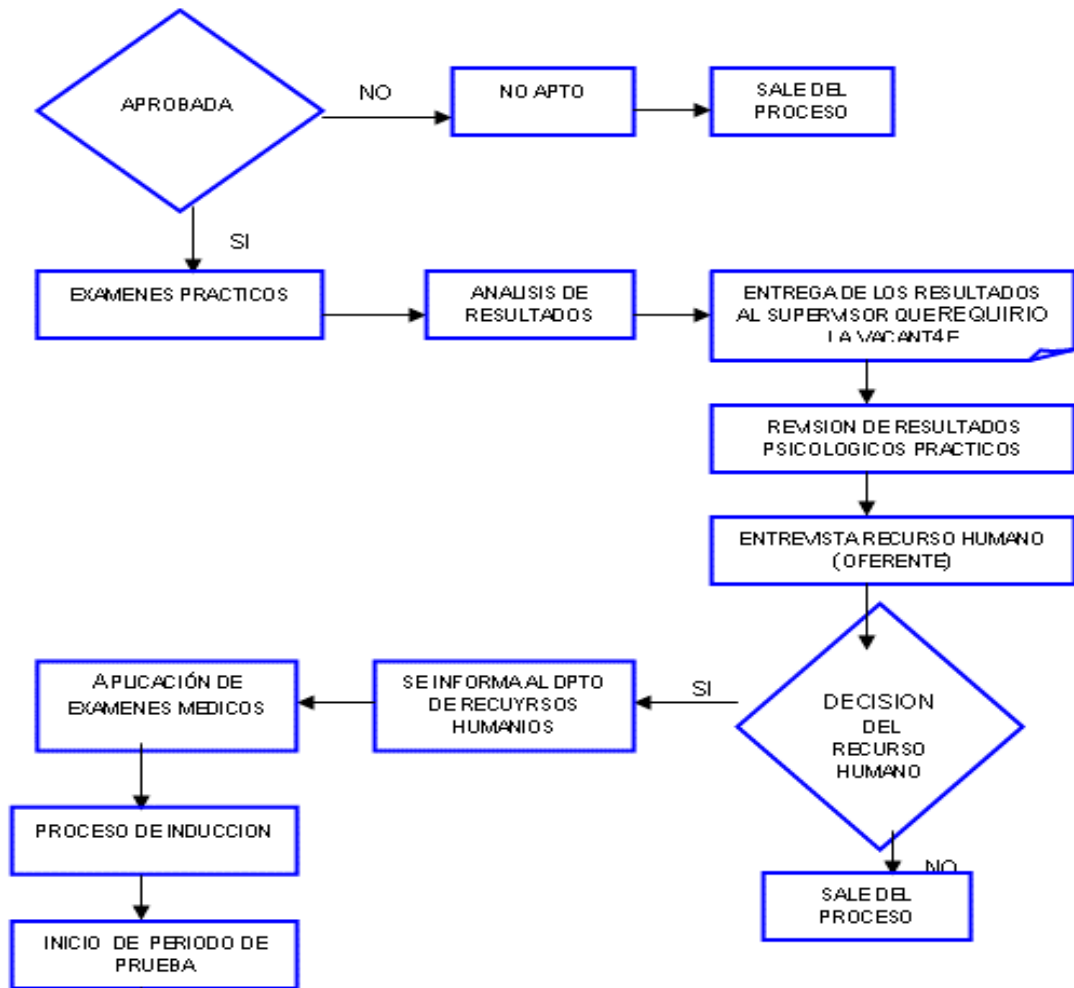 APROBADA
NO
NO APTO
SALE DEL
PROCESO
SI
EXAMENES PRACTICOS
ANALISIS DE
RESULTADOS
ENTREGA DE LOS RESULTADOS
AL SUPERVISOR QUE REQUIRIO
LA VACANT4E
REVISION DE RESULTADOS
PSICOLOGICOS PRACTICOS
ENTREVISTA RECURSO HUMANO
(OFERENTE)
DECISION
DEL
RECURSO
HUMANO
SI
SE INFORMA AL DPTO
DE RECUYRSOS
HUMANIOS
APLICACIÓN DE
EXAMENES MEDICOS
PROCESO DE INDUCCION
INICIO DE PERIODO DE
PRUEBA
NO
SALE DEL
PROCESO